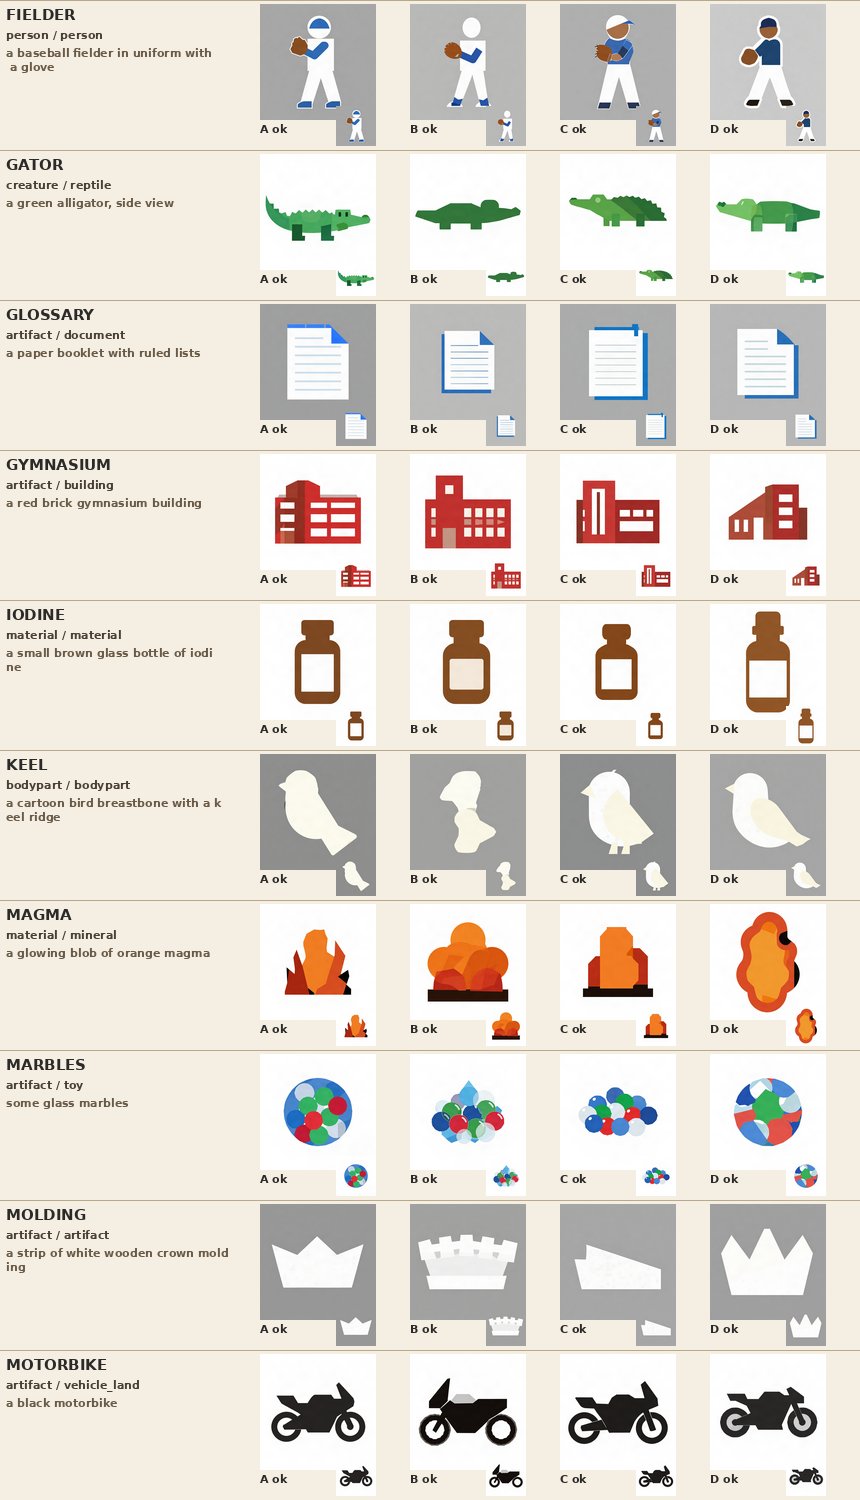 FIELDER
person / person
a baseball fielder in uniform with
a glove
A ok
B ok
C ok
D ok
GATOR
creature / reptile
a green alligator, side view
A ok
B ok
C ok
D ok
GLOSSARY
artifact / document
a paper booklet with ruled lists
A ok
B ok
C ok
D ok
GYMNASIUM
artifact / building
a red brick gymnasium building
A ok
B ok
C ok
D ok
IODINE
material / material
a small brown glass bottle of iodi
ne
A ok
B ok
C ok
D ok
KEEL
bodypart / bodypart
a cartoon bird breastbone with a k
eel ridge
A ok
B ok
C ok
D ok
MAGMA
material / mineral
a glowing blob of orange magma
A ok
B ok
C ok
D ok
MARBLES
artifact / toy
some glass marbles
A ok
B ok
C ok
D ok
MOLDING
artifact / artifact
a strip of white wooden crown mold
ing
A ok
B ok
C ok
D ok
MOTORBIKE
artifact / vehicle_land
a black motorbike
A ok
B ok
C ok
D ok